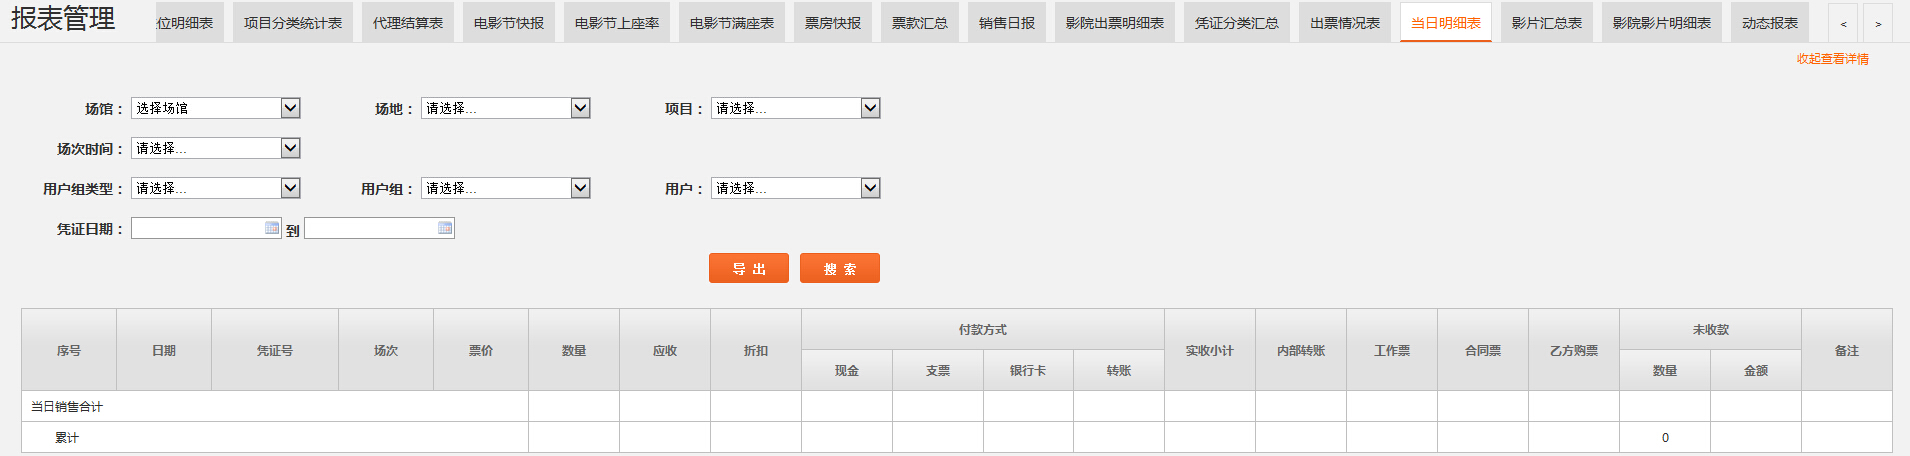 报表管理
位明细表 项目分类统计表 代理结算表 电影节快报 电影节上座率 电影节满座表 票房快报 票款汇总 销售日报 影院出票明细表 凭证分类汇总 出票情况表 当日明细表 影片汇总表 影院影片明细表 动态报表 < >
收起查看详情
场馆： 选择场馆 场地： 请选择... 项目： 请选择...
场次时间： 请选择...
用户组类型： 请选择... 用户组： 请选择... 用户： 请选择...
凭证日期： 到
导 出 搜 索
序号 日期 凭证号 场次 票价 数量 应收 折扣 付款方式 实收小计 内部转账 工作票 合同票 乙方购票 未收款 备注
现金 支票 银行卡 转账 数量 金额
当日销售合计
累计 0